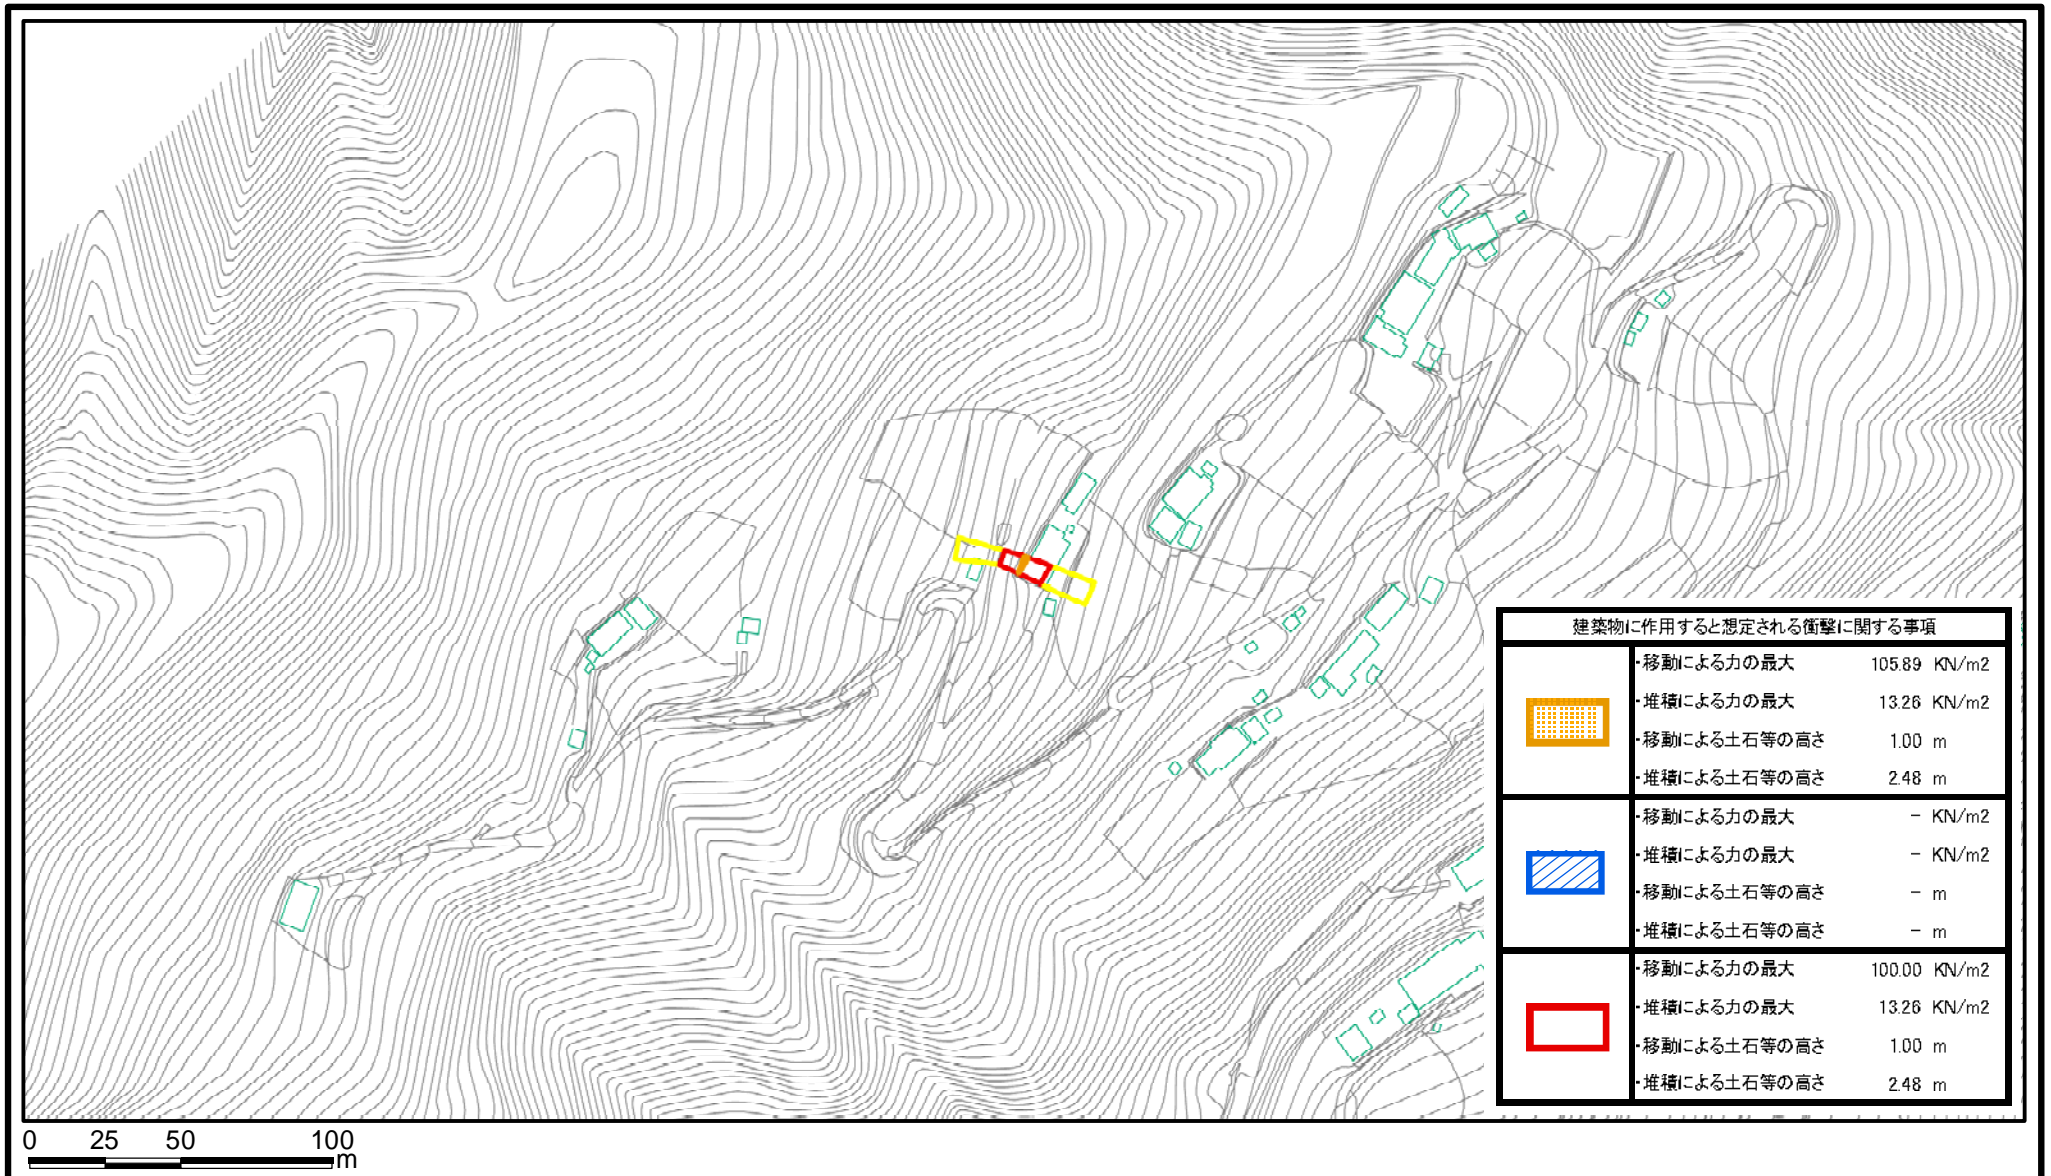 建築物に作用すると想定される衝撃に関する事項
・移動による力の最大 105.89 KN/m2
・堆積による力の最大 13.26 KN/m2
・移動による土石等の高さ 1.00 m
・堆積による土石等の高さ 2.48 m
・移動による力の最大 － KN/m2
・堆積による力の最大 － KN/m2
・移動による土石等の高さ － m
・堆積による土石等の高さ － m
・移動による力の最大 100.00 KN/m2
・堆積による力の最大 13.26 KN/m2
・移動による土石等の高さ 1.00 m
・堆積による土石等の高さ 2.48 m
0 25 50 100
m